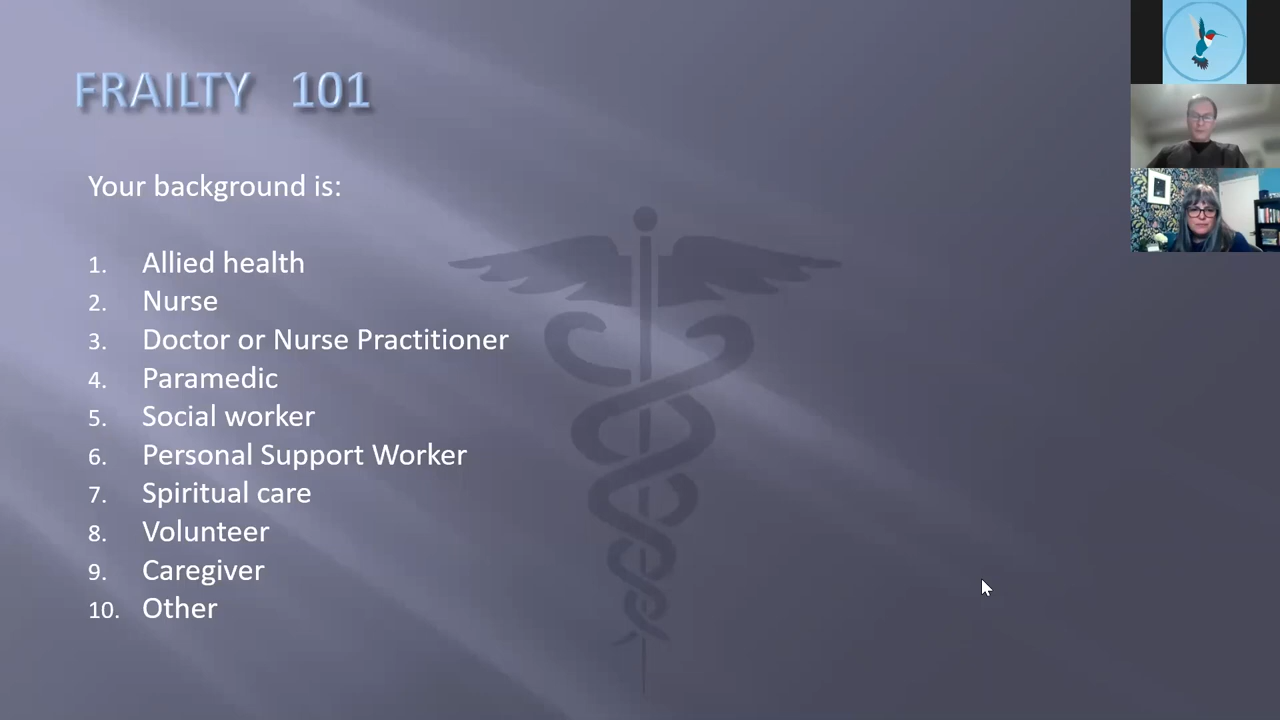 FRAILTY 101
Your background is:
1. Allied health
2. Nurse
3. Doctor or Nurse Practitioner
4. Paramedic
5. Social worker
6. Personal Support Worker
7. Spiritual care
8. Volunteer
9. Caregiver
10. Other